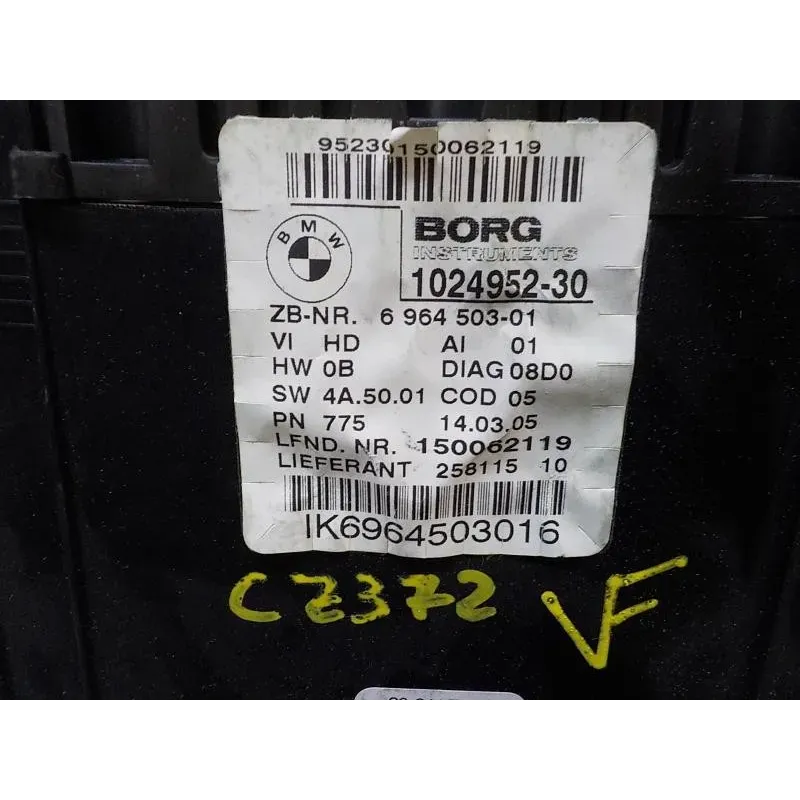 95230150062119
BMW
BORG
INSTRUMENTS
1024952-30
ZB-NR. 6 964 503-01
VI HD AI 01
HW 0B DIAG 08D0
SW 4A.50.01 COD 05
PN 775 14.03.05
LFND. NR. 150062119
LIEFERANT 258115 10
IK6964503016
CZ372 VF